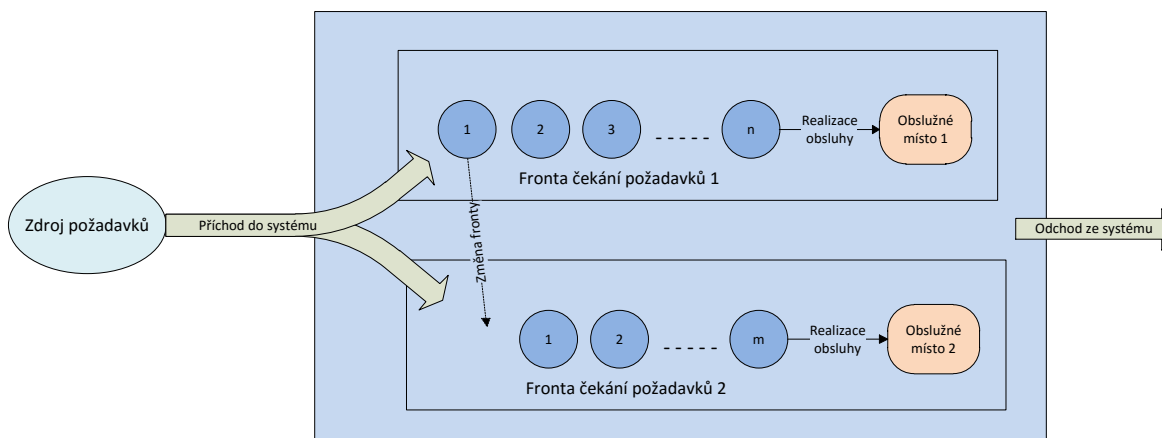 Zdroj požadavků
Příchod do systému
1
2
3
- - - - -
n
Realizace
obsluhy
Obslužné
místo 1
Fronta čekání požadavků 1
Změna fronty
1
2
- - - - -
m
Realizace
obsluhy
Obslužné
místo 2
Fronta čekání požadavků 2
Odchod ze systému